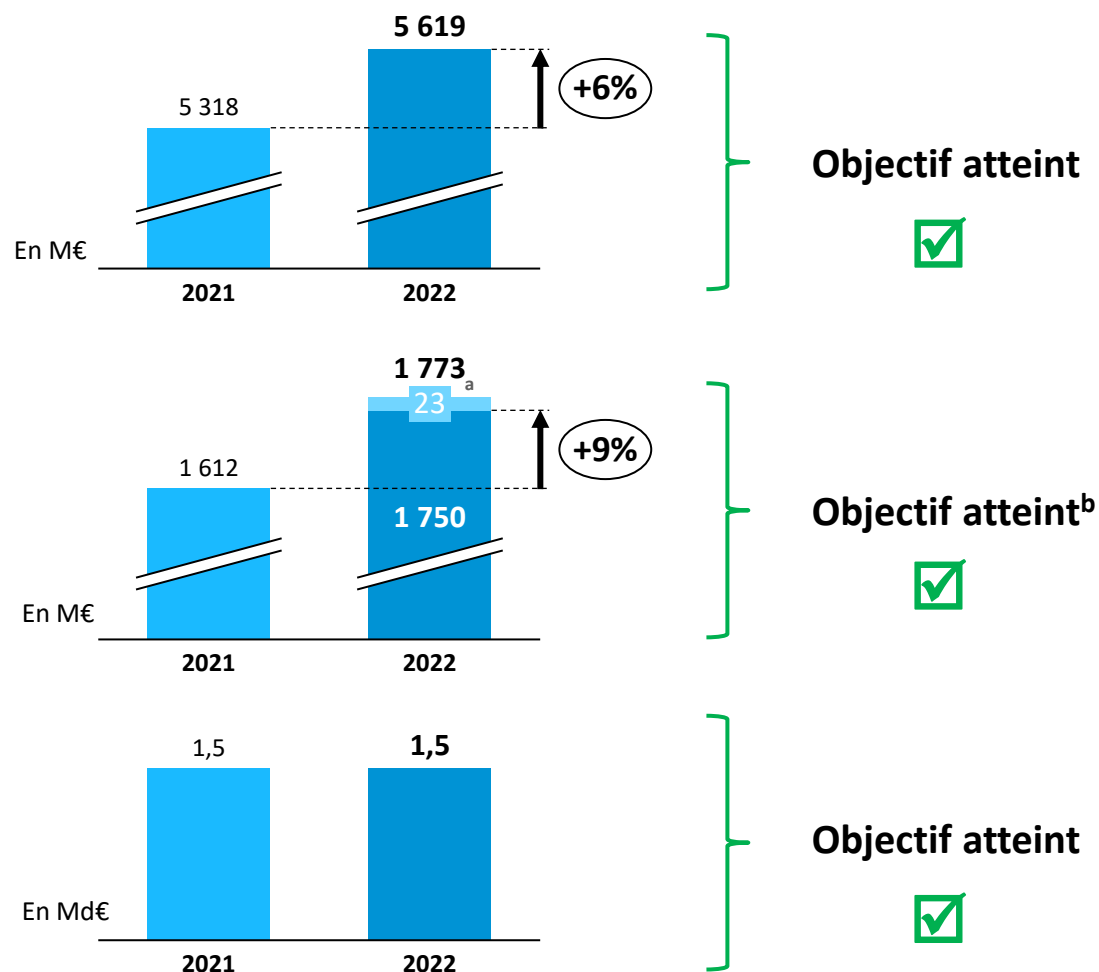 5 619
5 318
+6%
Objectif atteint
En M€
2021 2022
1 773
23 a
1 612
+9%
1 750
Objectif atteintᵇ
En M€
2021 2022
1,5 1,5
Objectif atteint
En Md€
2021 2022